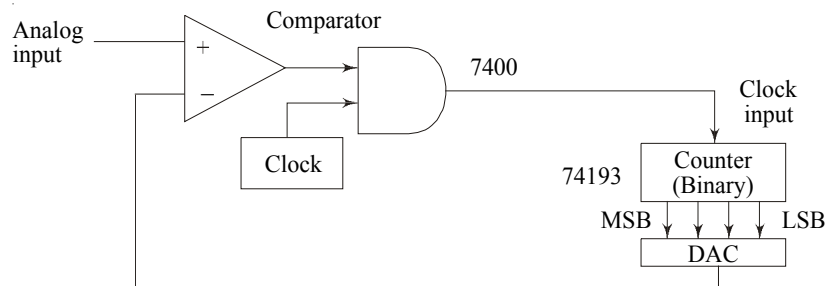 Comparator
Analog
input
+
−
7400
Clock
input
Clock
74193
Counter
(Binary)
MSB
LSB
DAC